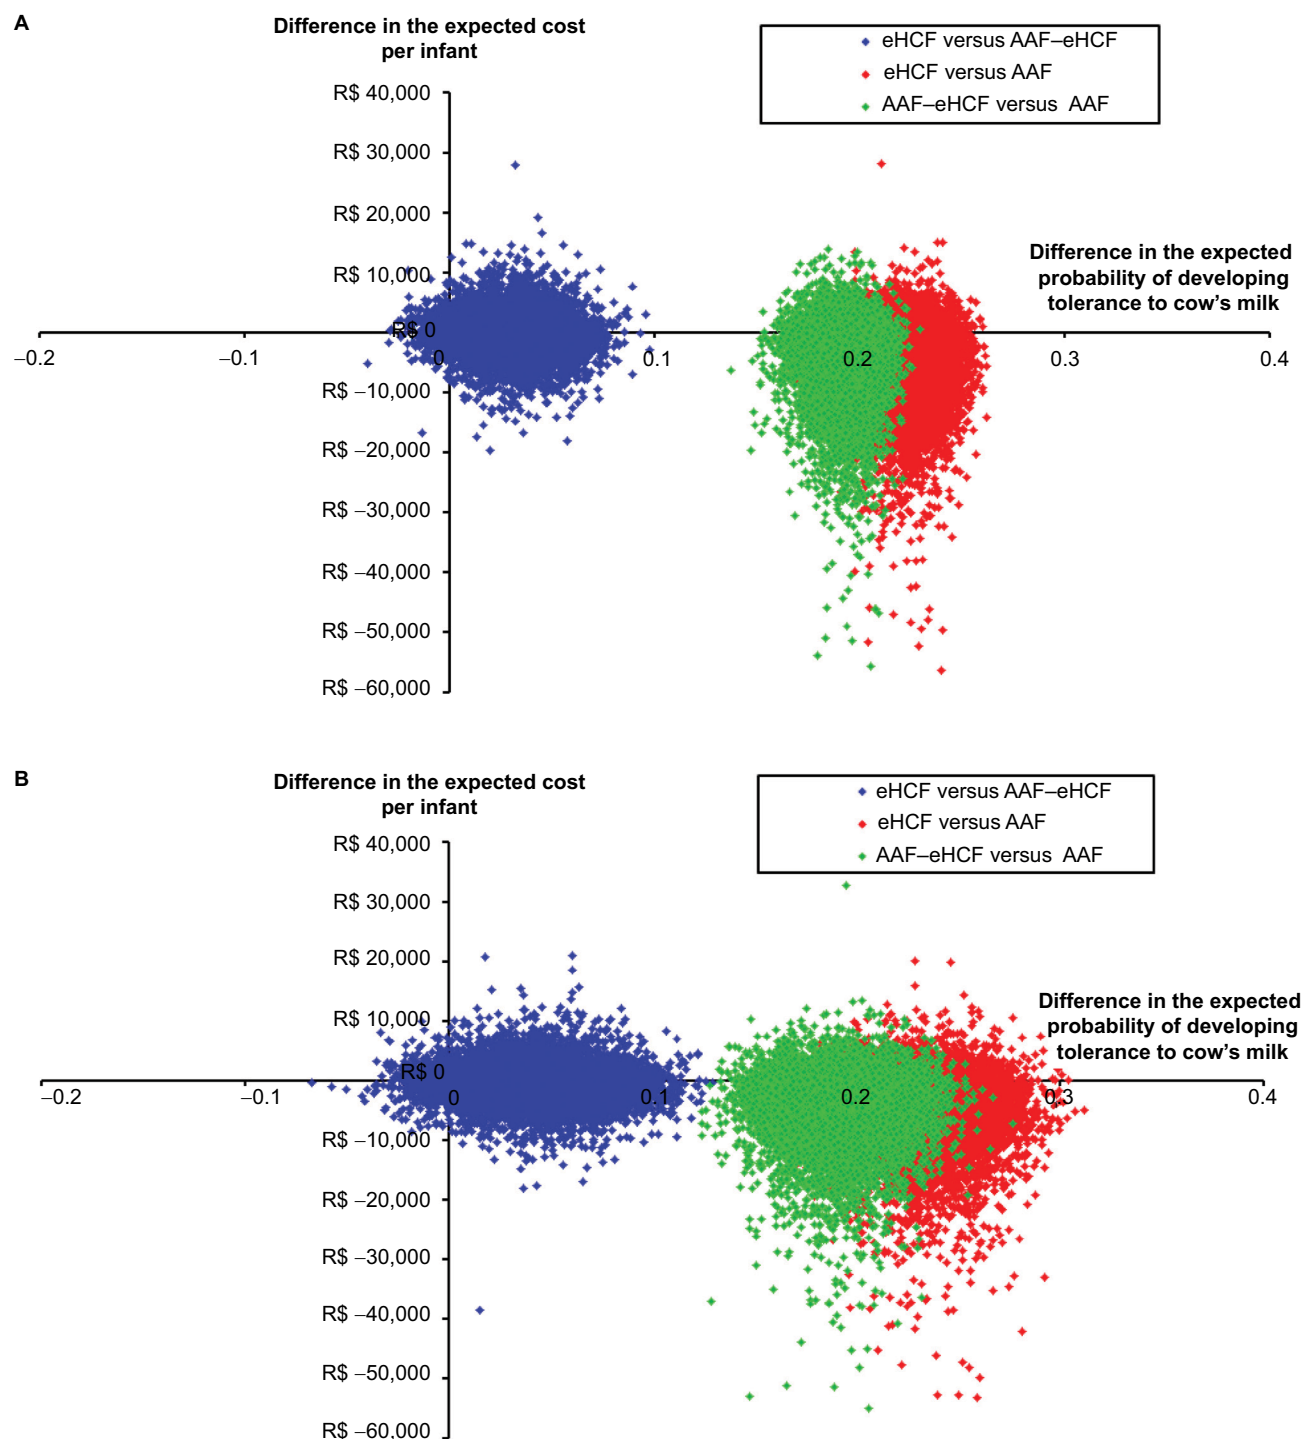 A
Difference in the expected cost
per infant
eHCF versus AAF–eHCF
eHCF versus AAF
AAF–eHCF versus AAF
R$ 40,000
R$ 30,000
R$ 20,000
R$ 10,000
R$ 0
R$ –10,000
R$ –20,000
R$ –30,000
R$ –40,000
R$ –50,000
R$ –60,000
Difference in the expected
probability of developing
tolerance to cow's milk
–0.2 –0.1 0 0.1 0.2 0.3 0.4
B
Difference in the expected cost
per infant
eHCF versus AAF–eHCF
eHCF versus AAF
AAF–eHCF versus AAF
R$ 40,000
R$ 30,000
R$ 20,000
R$ 10,000
R$ 0
R$ –10,000
R$ –20,000
R$ –30,000
R$ –40,000
R$ –50,000
R$ –60,000
Difference in the expected
probability of developing
tolerance to cow's milk
–0.2 –0.1 0 0.1 0.2 0.3 0.4